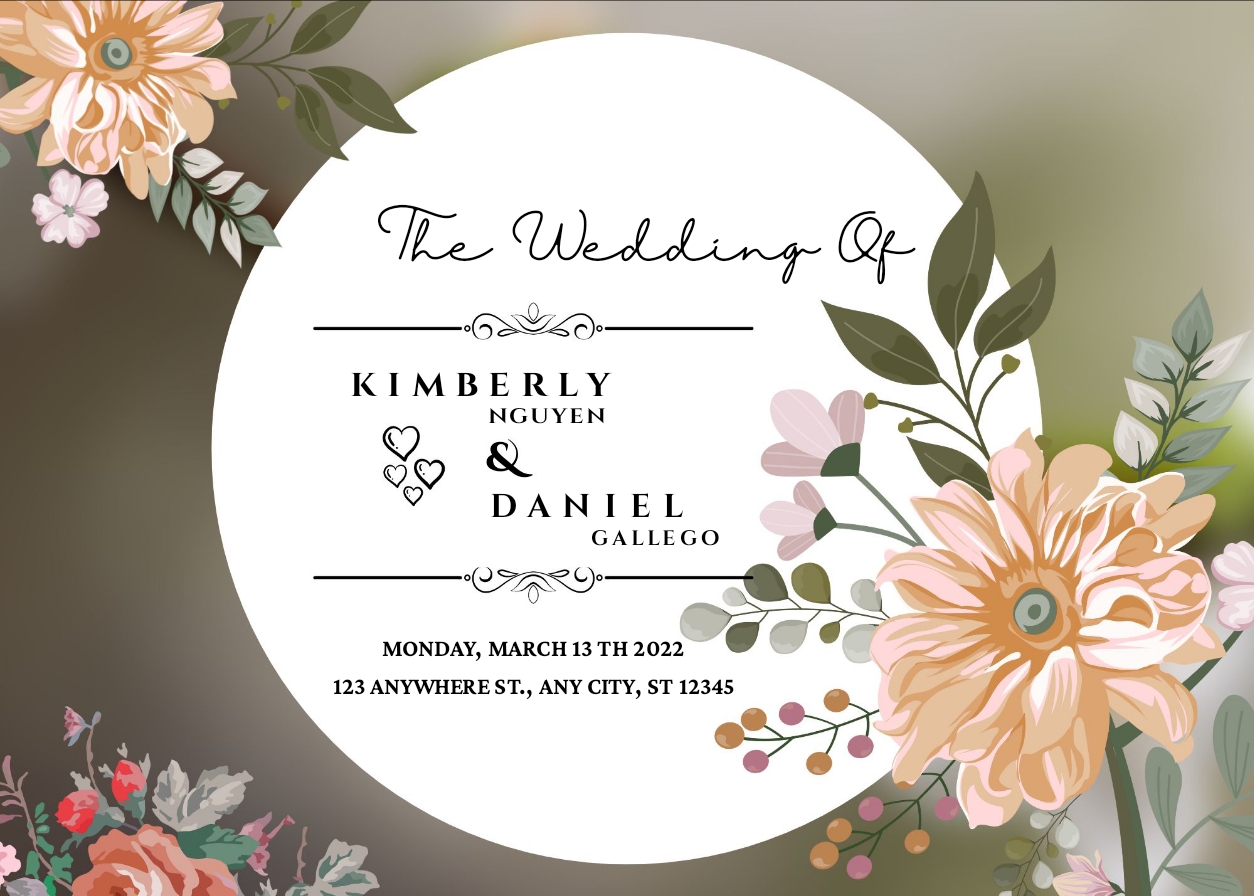 The Wedding Of
KIMBERLY
NGUYEN
&
DANIEL
GALLEGO
MONDAY, MARCH 13 TH 2022
123 ANYWHERE ST., ANY CITY, ST 12345